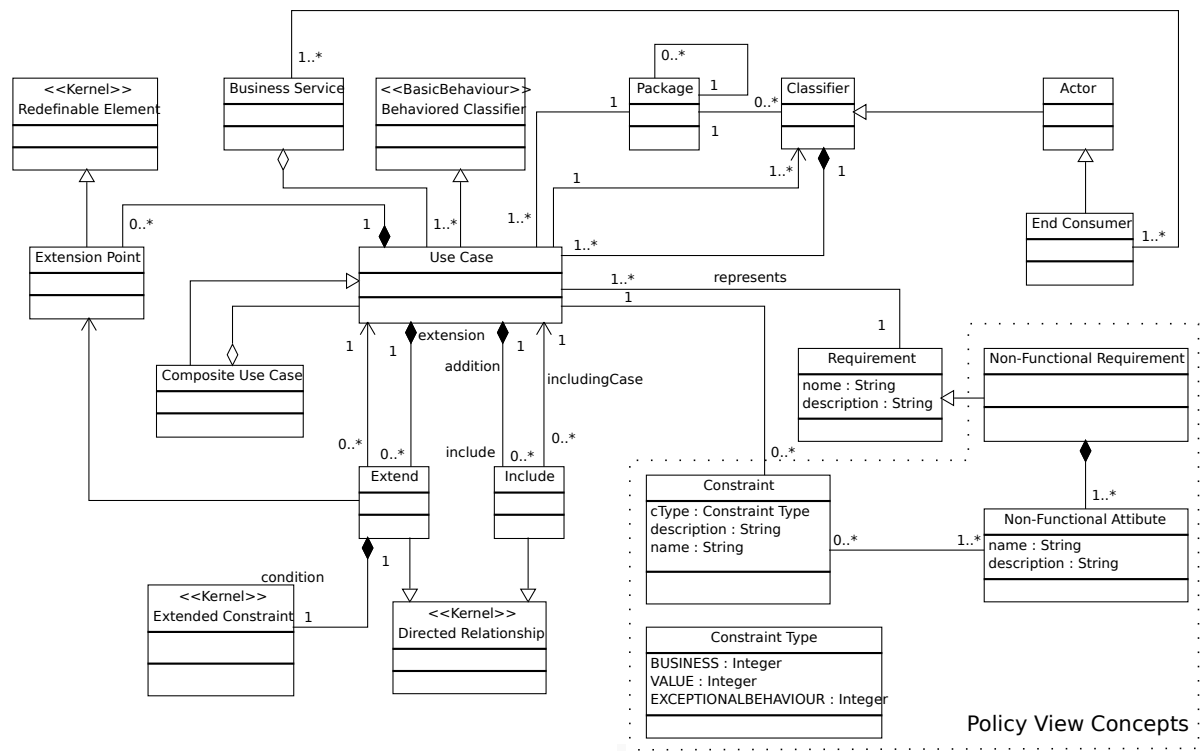 1..*
0..*
<<Kernel>>
Redefinable Element
Business Service
<<BasicBehaviour>>
Behaviored Classifier
Package
1
Classifier
Actor
1
0..*
1
1
1..*
1
0..*
1
1..*
1..*
End Consumer
1..*
Extension Point
Use Case
1..*
1..*
represents
1
1
1
extension
1
1
addition
includingCase
Composite Use Case
Requirement
nome : String
description : String
Non-Functional Requirement
0..*
0..*
include
0..*
0..*
0..*
Extend
Include
Constraint
cType : Constraint Type
description : String
name : String
1..*
Non-Functional Attibute
name : String
description : String
0..*
1..*
1
condition
<<Kernel>>
Extended Constraint
1
<<Kernel>>
Directed Relationship
Constraint Type
BUSINESS : Integer
VALUE : Integer
EXCEPTIONALBEHAVIOUR : Integer
Policy View Concepts